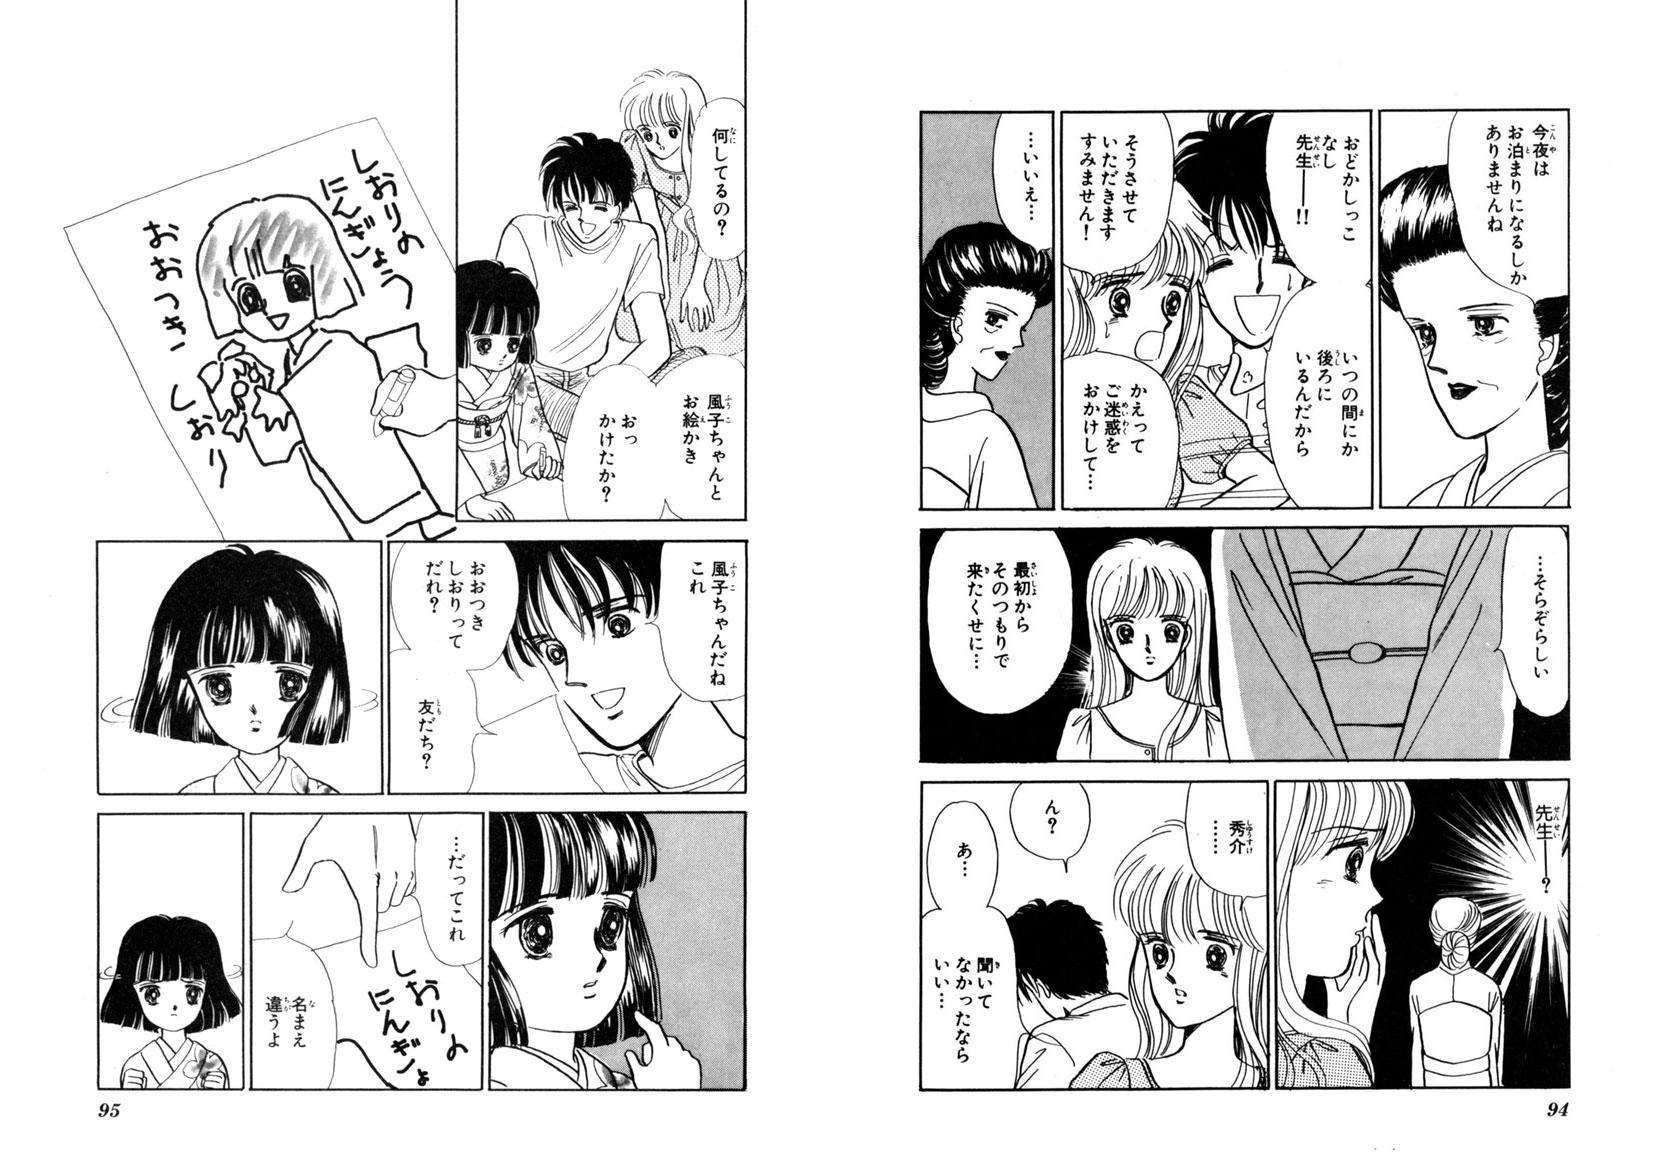 今夜は
お泊まりになるしか
ありませんね
おどかしっこ
なし
先生――!!
いつの間にか
後ろに
いるんだから
そうさせて
いただきます
すみません!
かえって
ご迷惑を
おかけして…
…いいえ…
…そらぞらしい
最初から
そのつもりで
来たくせに…
先生――?
秀介
……
ん?
あ…
聞いて
なかったなら
いい…
94
何してるの?
風子ちゃんと
お絵かき
おっ
かけたか?
しおりの
にんぎょう
おおつき
しおり
風子ちゃんだね
これ
おおつき
しおりって
だれ?
友だち?
…だってこれ
しおりの
にんぎょ
名まえ
違うよ
95